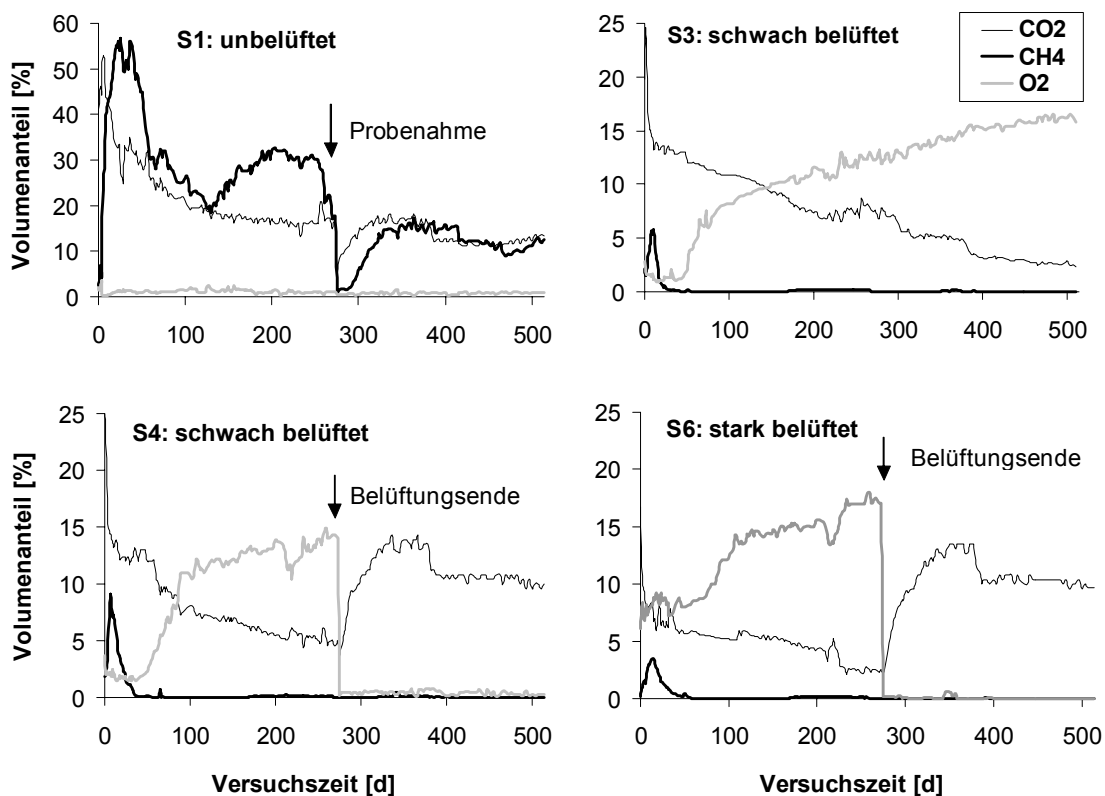 S1: unbelüftet
Probenahme
Volumenanteil [%]
60
50
40
30
20
10
0
0 100 200 300 400 500
S3: schwach belüftet
CO2
CH4
O2
25
20
15
10
5
0
0 100 200 300 400 500
S4: schwach belüftet
Belüftungsende
Volumenanteil [%]
25
20
15
10
5
0
0 100 200 300 400 500
Versuchszeit [d]
S6: stark belüftet
Belüftungsende
25
20
15
10
5
0
0 100 200 300 400 500
Versuchszeit [d]